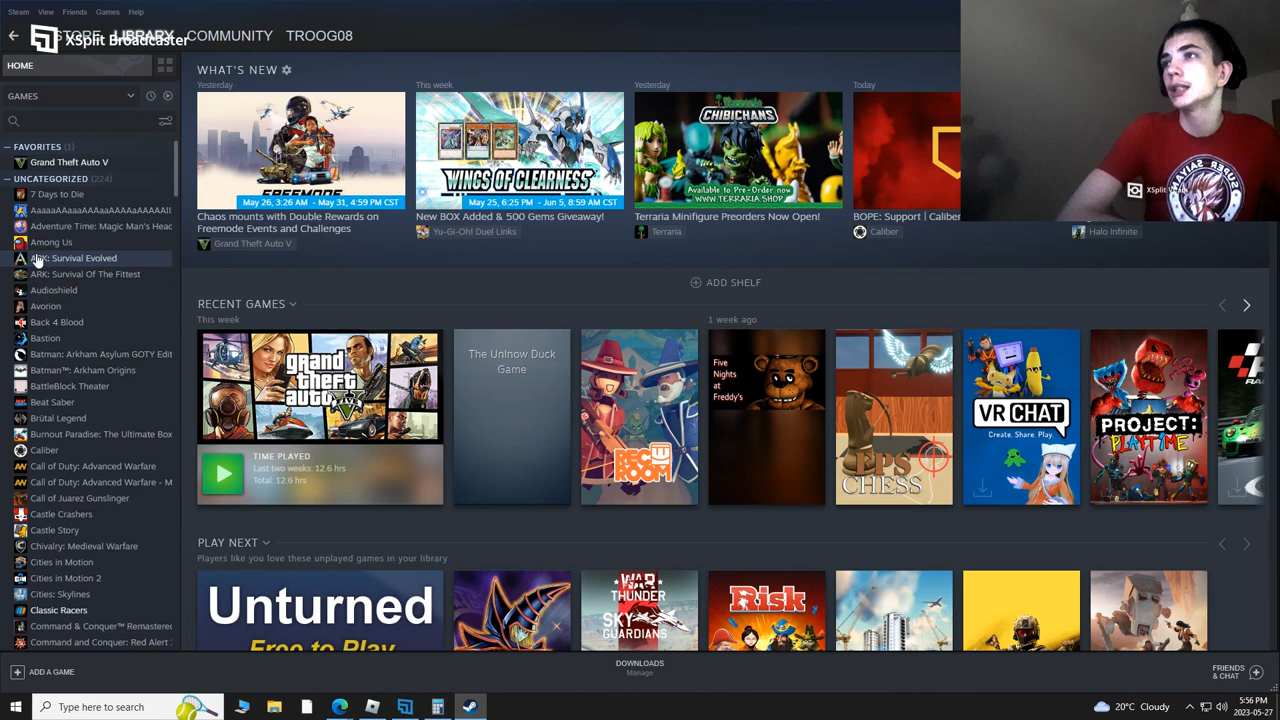 Steam View Friends Games Help
STORE LIBRARY COMMUNITY TROOG08
XSplit Broadcaster
HOME
GAMES
FAVORITES (1)
Grand Theft Auto V
UNCATEGORIZED (224)
7 Days to Die
Adventure Time: Magic Man's Head
Among Us
ARK: Survival Evolved
ARK: Survival Of The Fittest
Audioshield
Avorion
Back 4 Blood
Bastion
Batman: Arkham Asylum GOTY Edit
Batman™: Arkham Origins
BattleBlock Theater
Beat Saber
Brütal Legend
Burnout Paradise: The Ultimate Box
Caliber
Call of Duty: Advanced Warfare
Call of Duty: Advanced Warfare - M
Call of Juarez Gunslinger
Castle Crashers
Castle Story
Chivalry: Medieval Warfare
Cities in Motion
Cities in Motion 2
Cities: Skylines
Classic Racers
Command & Conquer™ Remastered
Command and Conquer: Red Alert
ADD A GAME
WHAT'S NEW
Yesterday
FREEMODE
May 26, 3:26 AM - May 31, 4:59 PM CST
Chaos mounts with Double Rewards on
Freemode Events and Challenges
Grand Theft Auto V
This week
WINGS OF CLEARNESS
May 25, 6:25 PM - Jun 5, 8:59 AM CST
New BOX Added & 500 Gems Giveaway!
Yu-Gi-Oh! Duel Links
Yesterday
TERRARIA
CHIBICHANS
Available to Pre-Order now
WWW.TERRARIA.SHOP
Terraria Minifigure Preorders Now Open!
Terraria
Today
BOPE: Support | Caliber
Caliber
Halo Infinite
XSplit
SUPER SAIYAN
ADD SHELF
RECENT GAMES
This week
grand
theft
auto
V
FIVE
TIME PLAYED
Last two weeks: 12.6 hrs
Total: 12.6 hrs
The UnInow Duck
Game
REC
ROOM
1 week ago
Five
Nights
at
Freddy's
FPS
CHESS
VR CHAT
Create. Share. Play.
PROJECT:
PLAYTIME
RA
PLAY NEXT
Players like you love these unplayed games in your library
Unturned
Free to Play
WAR
THUNDER
SKY
GUARDIANS
RISK
DOWNLOADS
Manage
FRIENDS
& CHAT
Type here to search
20°C Cloudy
5:56 PM
2023-05-27